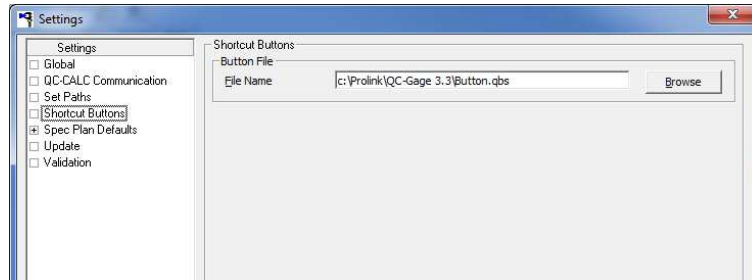 Settings
Settings
Global
QC-CALC Communication
Set Paths
Shortcut Buttons
Spec Plan Defaults
Update
Validation
Shortcut Buttons
Button File
File Name
c:\Prolink\QC-Gage 3.3\Button.qbs
Browse